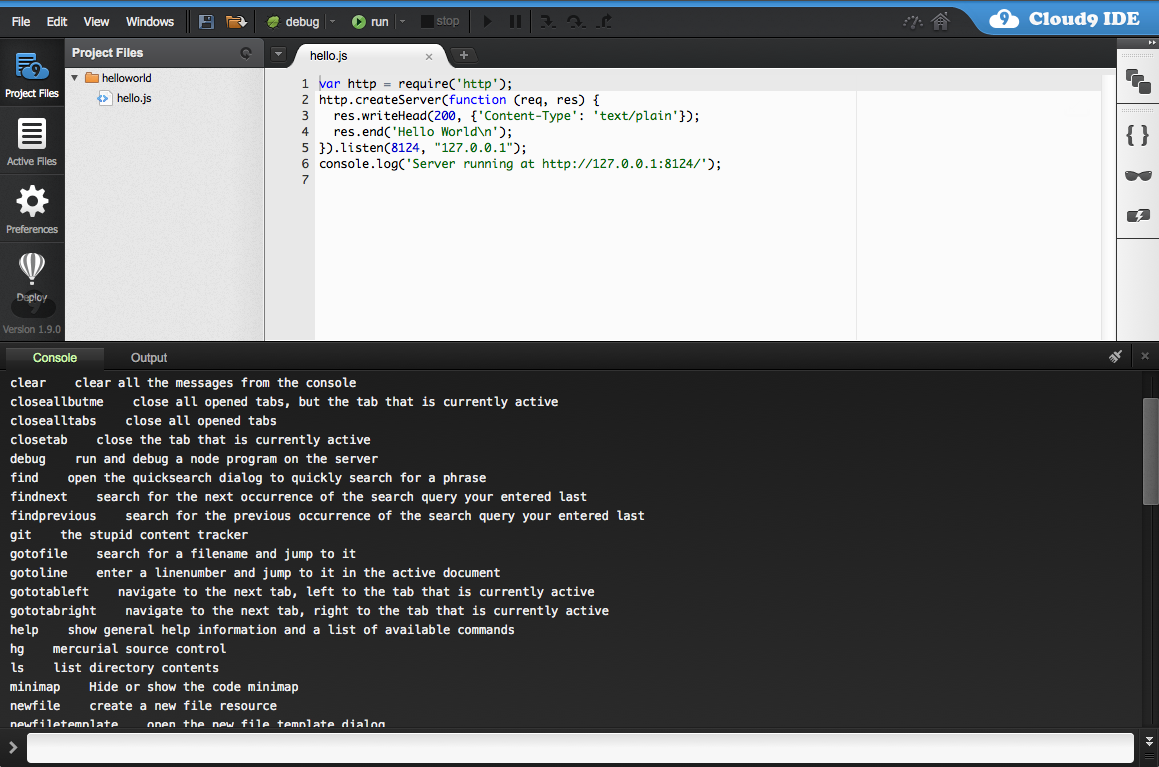 File Edit View Windows debug run stop Cloud9 IDE
Project Files
hello.js
Project Files
helloworld
hello.js
Active Files
Preferences
Deploy
Version 1.9.0
1 var http = require('http');
2 http.createServer(function (req, res) {
3   res.writeHead(200, {'Content-Type': 'text/plain'});
4   res.end('Hello World\n');
5 }).listen(8124, "127.0.0.1");
6 console.log('Server running at http://127.0.0.1:8124/');
7
Console Output
clear    clear all the messages from the console
closeallbutme    close all opened tabs, but the tab that is currently active
closealltabs    close all opened tabs
closetab    close the tab that is currently active
debug    run and debug a node program on the server
find    open the quicksearch dialog to quickly search for a phrase
findnext    search for the next occurrence of the search query your entered last
findprevious    search for the previous occurrence of the search query your entered last
git    the stupid content tracker
gotofile    search for a filename and jump to it
gotoline    enter a linenumber and jump to it in the active document
gototableft    navigate to the next tab, left to the tab that is currently active
gototabright    navigate to the next tab, right to the tab that is currently active
help    show general help information and a list of available commands
hg    mercurial source control
ls    list directory contents
minimap    Hide or show the code minimap
newfile    create a new file resource
newfiletemplate    open the new file template dialog